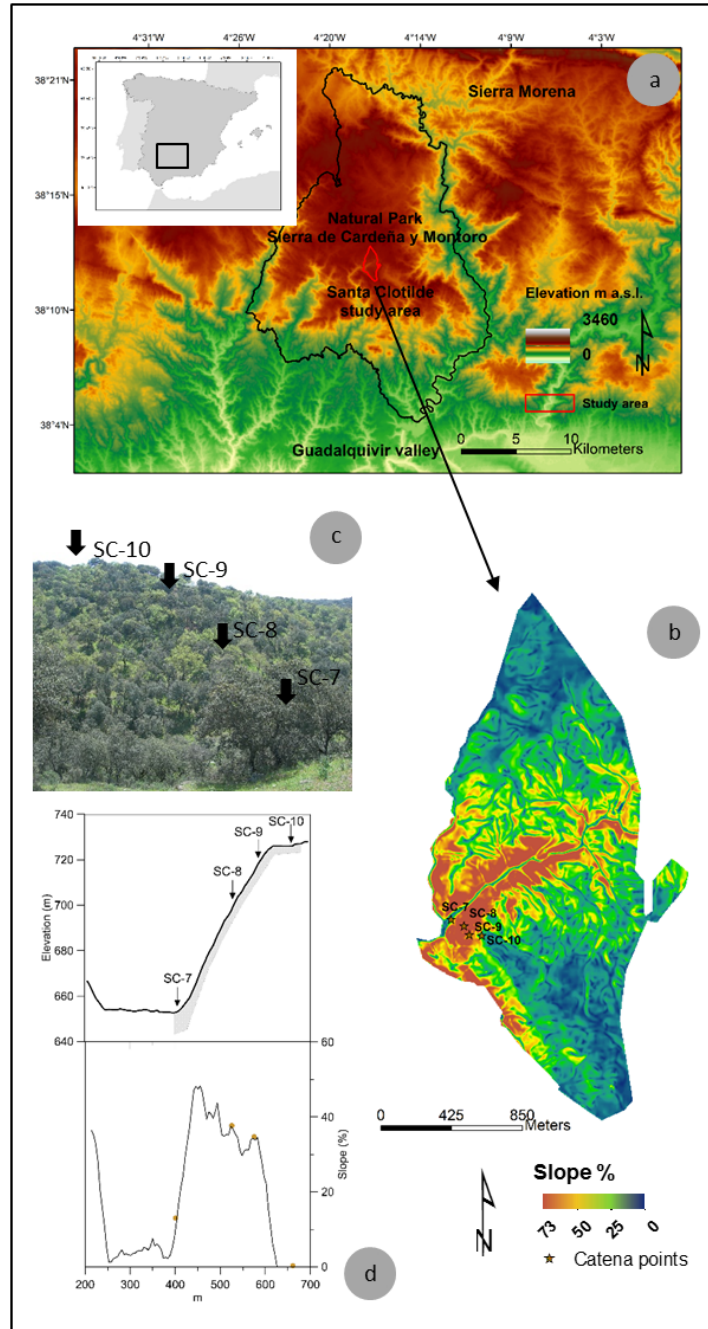 4°31'W 4°26'W 4°20'W 4°14'W 4°9'W 4°3'W
38°21'N
38°15'N
38°10'N
38°4'N
a
Sierra Morena
Natural Park
Sierra de Cardeña y Montoro
Santa Clotilde
study area
Elevation m a.s.l.
3460
0
N
Study area
Guadalquivir valley
0 5 10
Kilometers
c
SC-10
SC-9
SC-8
SC-7
b
SC-7
SC-8
SC-9
SC-10
0 425 850
Meters
N
Slope %
73 50 25 0
Catena points
740
720
700
680
660
640
Elevation (m)
SC-10
SC-9
SC-8
SC-7
60
40
20
0
Slope (%)
200 300 400 500 600 700
m
d